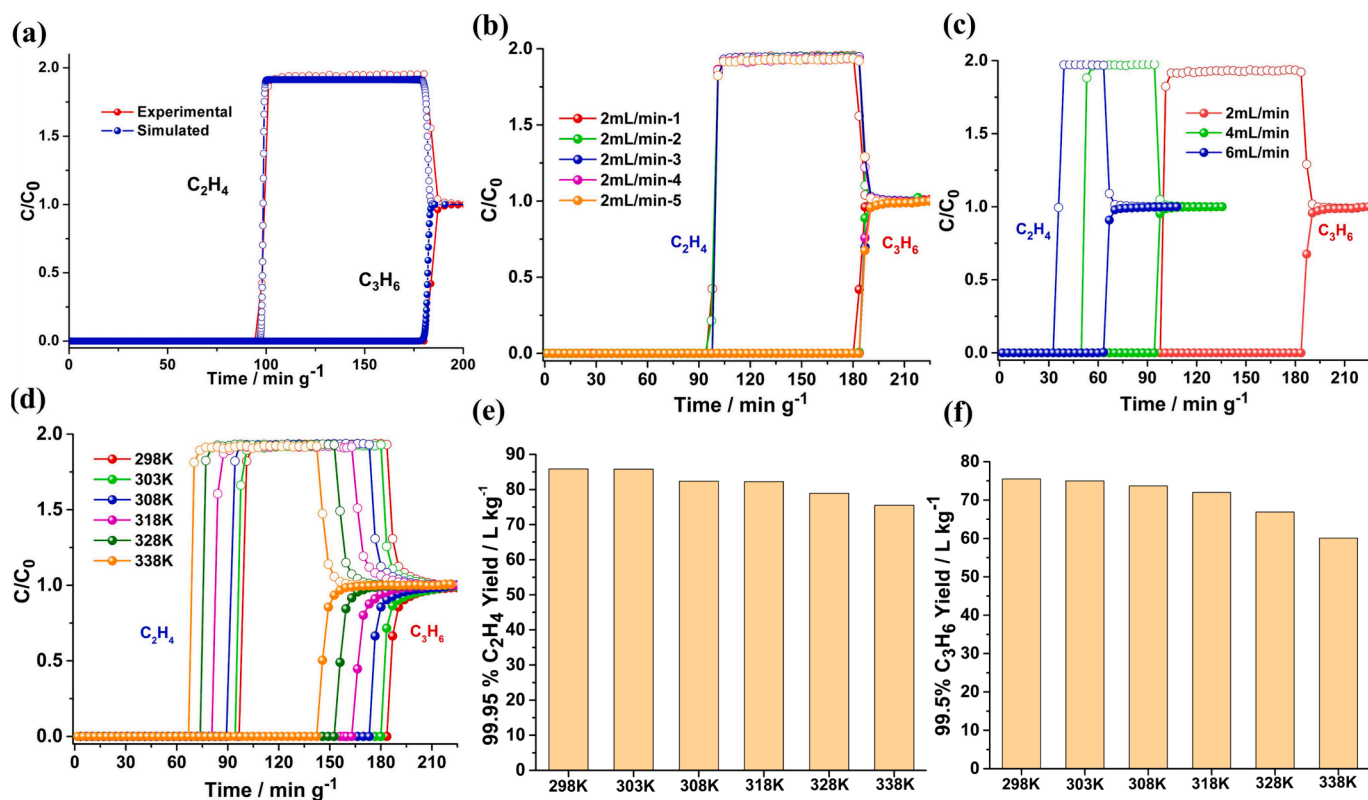 (a)
2.0
1.5
1.0
0.5
0.0
C/C₀
Experimental
Simulated
C₂H₄
C₃H₆
0 50 100 150 200
Time / min g⁻¹
(b)
2.0
1.5
1.0
0.5
0.0
C/C₀
2mL/min-1
2mL/min-2
2mL/min-3
2mL/min-4
2mL/min-5
C₂H₄
C₃H₆
0 30 60 90 120 150 180 210
Time / min g⁻¹
(c)
2.0
1.5
1.0
0.5
0.0
C/C₀
2mL/min
4mL/min
6mL/min
C₂H₄
C₃H₆
0 30 60 90 120 150 180 210
Time / min g⁻¹
(d)
2.0
1.5
1.0
0.5
0.0
C/C₀
298K
303K
308K
318K
328K
338K
C₂H₄
C₃H₆
0 30 60 90 120 150 180 210
Time / min g⁻¹
(e)
90
80
70
60
50
40
30
20
10
0
99.95 % C₂H₄ Yield / L kg⁻¹
298K 303K 308K 318K 328K 338K
(f)
80
75
70
65
60
55
50
45
40
35
30
25
20
15
10
5
0
99.5% C₃H₆ Yield / L kg⁻¹
298K 303K 308K 318K 328K 338K